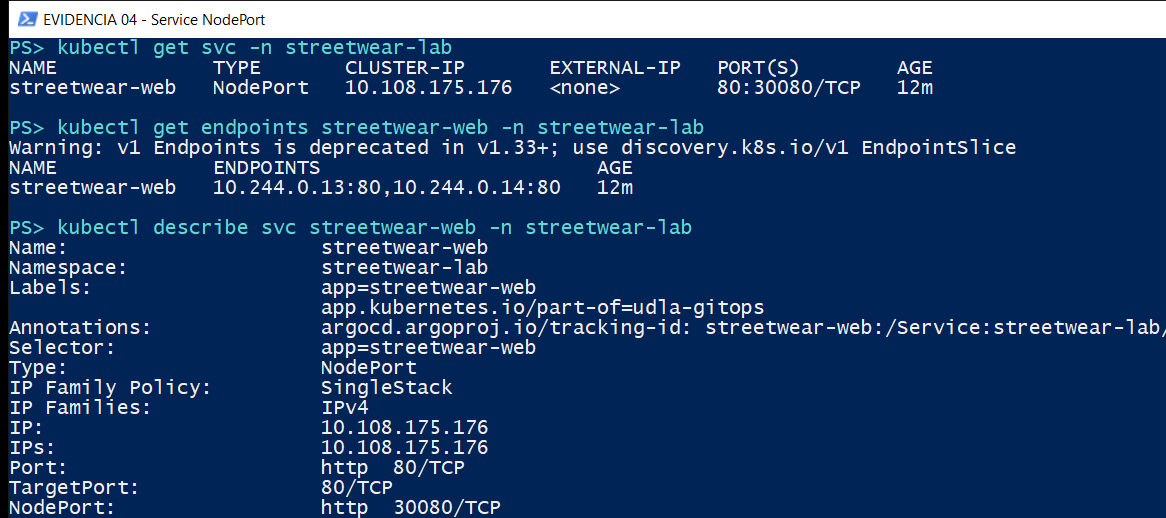 EVIDENCIA 04 - Service NodePort
PS> kubectl get svc -n streetwear-lab
NAME TYPE CLUSTER-IP EXTERNAL-IP PORT(S) AGE
streetwear-web NodePort 10.108.175.176 <none> 80:30080/TCP 12m
PS> kubectl get endpoints streetwear-web -n streetwear-lab
Warning: v1 Endpoints is deprecated in v1.33+; use discovery.k8s.io/v1 EndpointSlice
NAME ENDPOINTS AGE
streetwear-web 10.244.0.13:80,10.244.0.14:80 12m
PS> kubectl describe svc streetwear-web -n streetwear-lab
Name: streetwear-web
Namespace: streetwear-lab
Labels: app=streetwear-web
app.kubernetes.io/part-of=udla-gitops
Annotations: argocd.argoproj.io/tracking-id: streetwear-web:/Service:streetwear-lab/
Selector: app=streetwear-web
Type: NodePort
IP Family Policy: SingleStack
IP Families: IPv4
IP: 10.108.175.176
IPs: 10.108.175.176
Port: http 80/TCP
TargetPort: 80/TCP
NodePort: http 30080/TCP